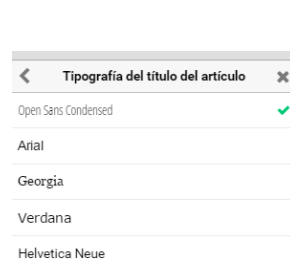 Tipografía del título del artículo
Open Sans Condensed
Arial
Georgia
Verdana
Helvetica Neue